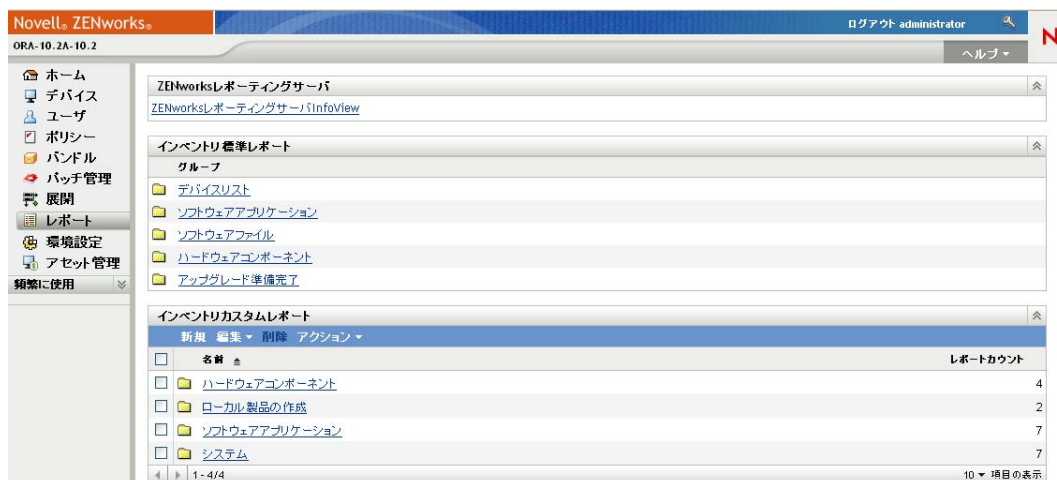 Novell® ZENworks®
ログアウト administrator
ORA-10.2A-10.2
N
ヘルプ
ホーム
デバイス
ユーザ
ポリシー
バンドル
パッチ管理
展開
レポート
環境設定
アセット管理
頻繁に使用
ZENworksレポーティングサーバ
ZENworksレポーティングサーバInfoView
インベントリ標準レポート
グループ
デバイスリスト
ソフトウェアアプリケーション
ソフトウェアファイル
ハードウェアコンポーネント
アップグレード準備完了
インベントリカスタムレポート
新規 編集 削除 アクション
名前 レポートカウント
ハードウェアコンポーネント 4
ローカル製品の作成 2
ソフトウェアアプリケーション 7
システム 7
1 - 4/4 10 項目の表示